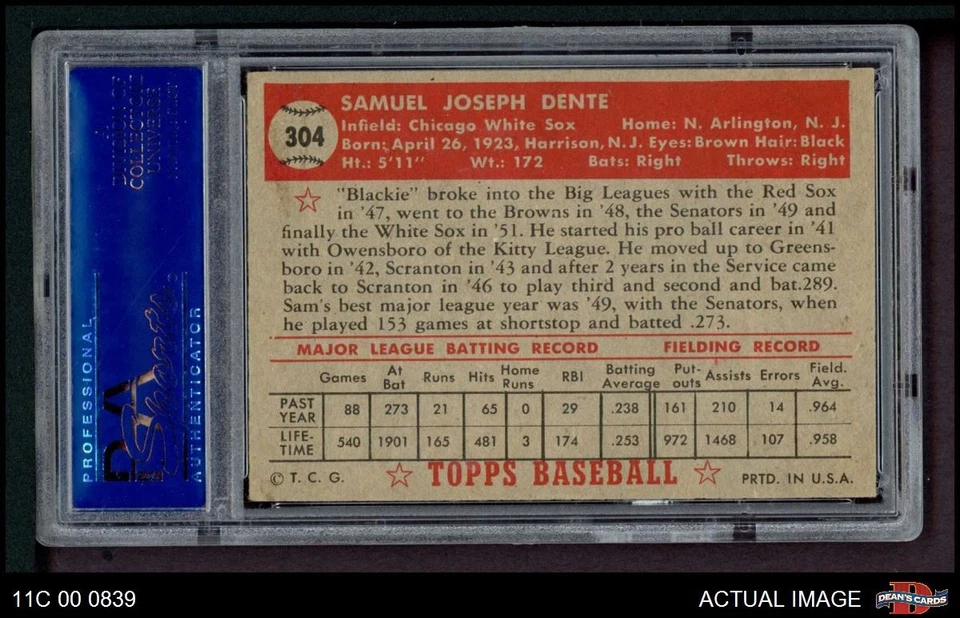 SAMUEL JOSEPH DENTE
304
Infield: Chicago White Sox Home: N. Arlington, N. J.
Born: April 26, 1923, Harrison, N.J. Eyes: Brown Hair: Black
Ht.: 5'11" Wt.: 172 Bats: Right Throws: Right
"Blackie" broke into the Big Leagues with the Red Sox
in '47, went to the Browns in '48, the Senators in '49 and
finally the White Sox in '51. He started his pro ball career in '41
with Owensboro of the Kitty League. He moved up to Greens-
boro in '42, Scranton in '43 and after 2 years in the Service came
back to Scranton in '46 to play third and second and bat.289.
Sam's best major league year was '49, with the Senators, when
he played 153 games at shortstop and batted .273.
MAJOR LEAGUE BATTING RECORD FIELDING RECORD
Games At Bat Runs Hits Home Runs RBI Batting Average Put-outs Assists Errors Field. Avg.
PAST YEAR 88 273 21 65 0 29 .238 161 210 14 .964
LIFE-TIME 540 1901 165 481 3 174 .253 972 1468 107 .958
© T. C. G. TOPPS BASEBALL PRTD. IN U.S.A.
PROFESSIONAL
PSA
Sports
AUTHENTICATOR
A DIVISION OF
COLLECTORS
UNIVERSE
11C 00 0839
ACTUAL IMAGE
DEAN'S CARDS